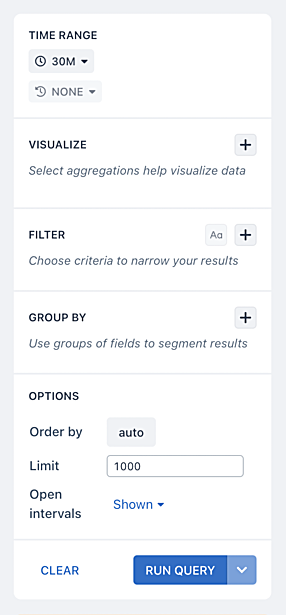 TIME RANGE
30M
NONE
VISUALIZE
Select aggregations help visualize data
FILTER
Aa
Choose criteria to narrow your results
GROUP BY
Use groups of fields to segment results
OPTIONS
Order by auto
Limit 1000
Open
intervals
Shown
CLEAR RUN QUERY